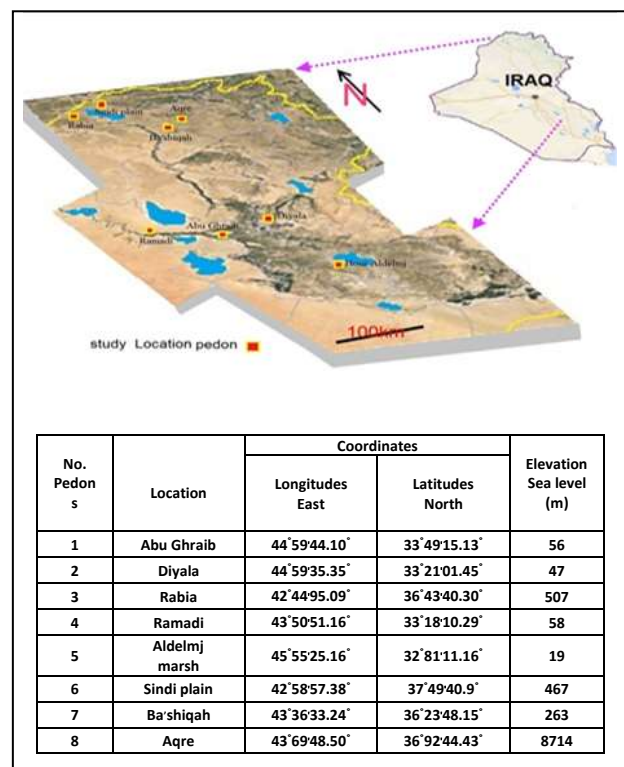 IRAQ
N
Sindi plain
Aqre
Rabia
Ba'shiqah
Diyala
Abu Ghraib
Ramadi
Aldelmj
100km
study Location pedon
No. Pedon s Location Coordinates Elevation Sea level (m)
Longitudes East Latitudes North
1 Abu Ghraib 44°59'44.10° 33°49'15.13° 56
2 Diyala 44°59'35.35° 33°21'01.45° 47
3 Rabia 42°44'95.09° 36°43'40.30° 507
4 Ramadi 43°50'51.16° 33°18'10.29° 58
5 Aldelmj marsh 45°55'25.16° 32°81'11.16° 19
6 Sindi plain 42°58'57.38° 37°49'40.9° 467
7 Ba'shiqah 43°36'33.24° 36°23'48.15° 263
8 Aqre 43°69'48.50° 36°92'44.43° 8714